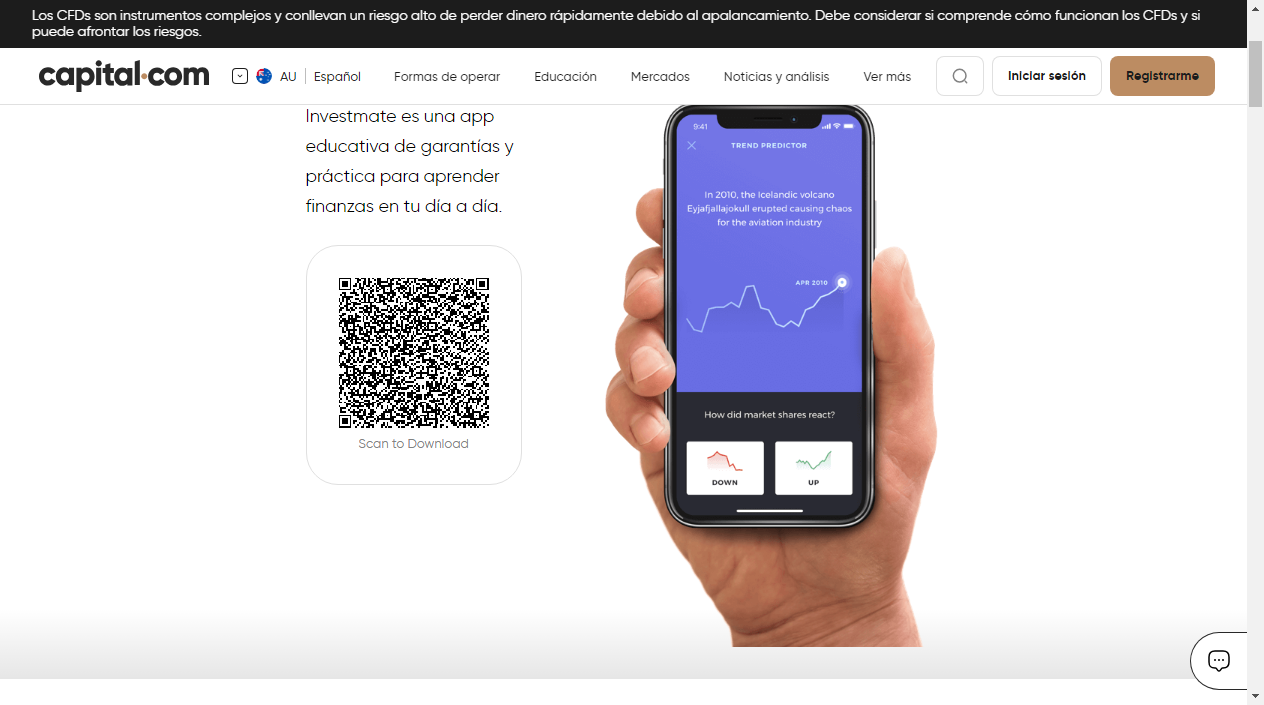 Los CFDs son instrumentos complejos y conllevan un riesgo alto de perder dinero rápidamente debido al apalancamiento. Debe considerar si comprende cómo funcionan los CFDs y si
puede afrontar los riesgos.
capital.com
AU
Español
Formas de operar
Educación
Mercados
Noticias y análisis
Ver más
Iniciar sesión
Registrarme
Investmate es una app
educativa de garantías y
práctica para aprender
finanzas en tu día a día.
Scan to Download
9:41
TREND PREDICTOR
In 2010, the Icelandic volcano
Eyjafjallajokull erupted causing chaos
for the aviation industry
APR 2010
How did market shares react?
DOWN
UP